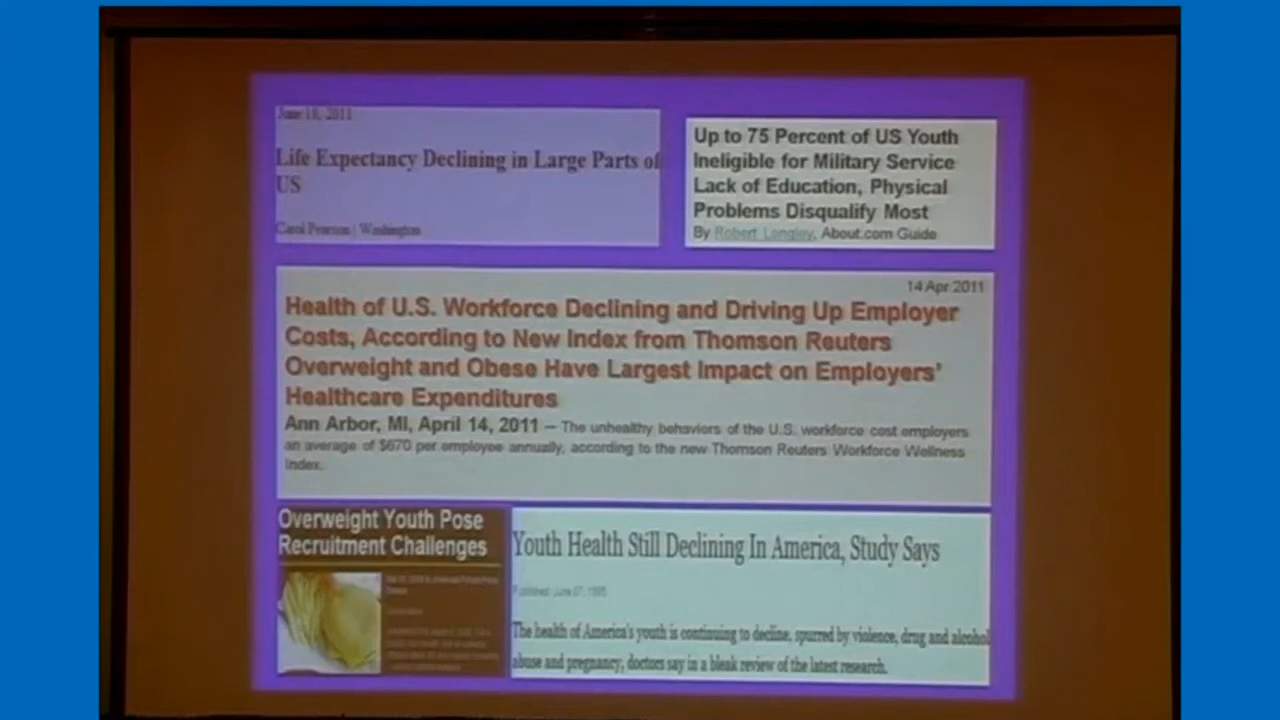 June 18, 2011
Life Expectancy Declining in Large Parts of
US
Carol Pearson | Washington
Up to 75 Percent of US Youth
Ineligible for Military Service
Lack of Education, Physical
Problems Disqualify Most
By Robert Longley, About.com Guide
14 Apr 2011
Health of U.S. Workforce Declining and Driving Up Employer
Costs, According to New Index from Thomson Reuters
Overweight and Obese Have Largest Impact on Employers'
Healthcare Expenditures
Ann Arbor, MI, April 14, 2011 – The unhealthy behaviors of the U.S. workforce cost employers
an average of $670 per employee annually, according to the new Thomson Reuters Workforce Wellness
Index.
Overweight Youth Pose
Recruitment Challenges
Youth Health Still Declining In America, Study Says
Published: June 07, 1995
The health of America's youth is continuing to decline, spurred by violence, drug and alcohol
abuse and pregnancy, doctors say in a bleak review of the latest research.